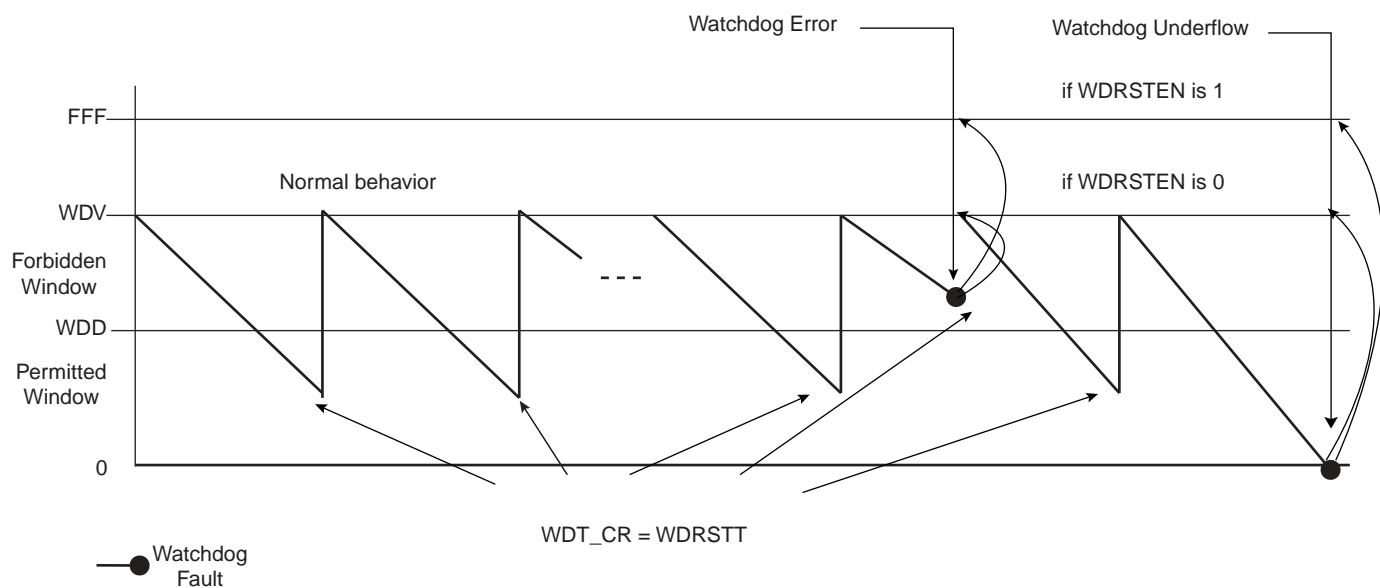 Watchdog Error
Watchdog Underflow
if WDRSTEN is 1
FFF
Normal behavior
if WDRSTEN is 0
WDV
Forbidden
Window
WDD
Permitted
Window
0
WDT_CR = WDRSTT
Watchdog
Fault